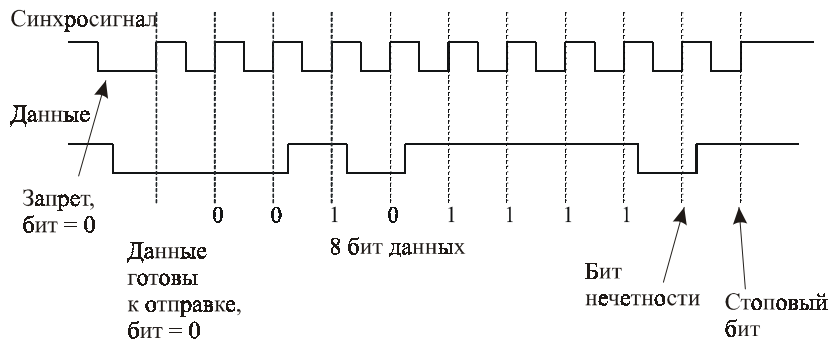 Синхросигнал
Данные
Запрет,
бит = 0
0 0 1 0 1 1 1 1
Данные
готовы
к отправке,
бит = 0
8 бит данных
Бит
нечетности
Стоповый
бит